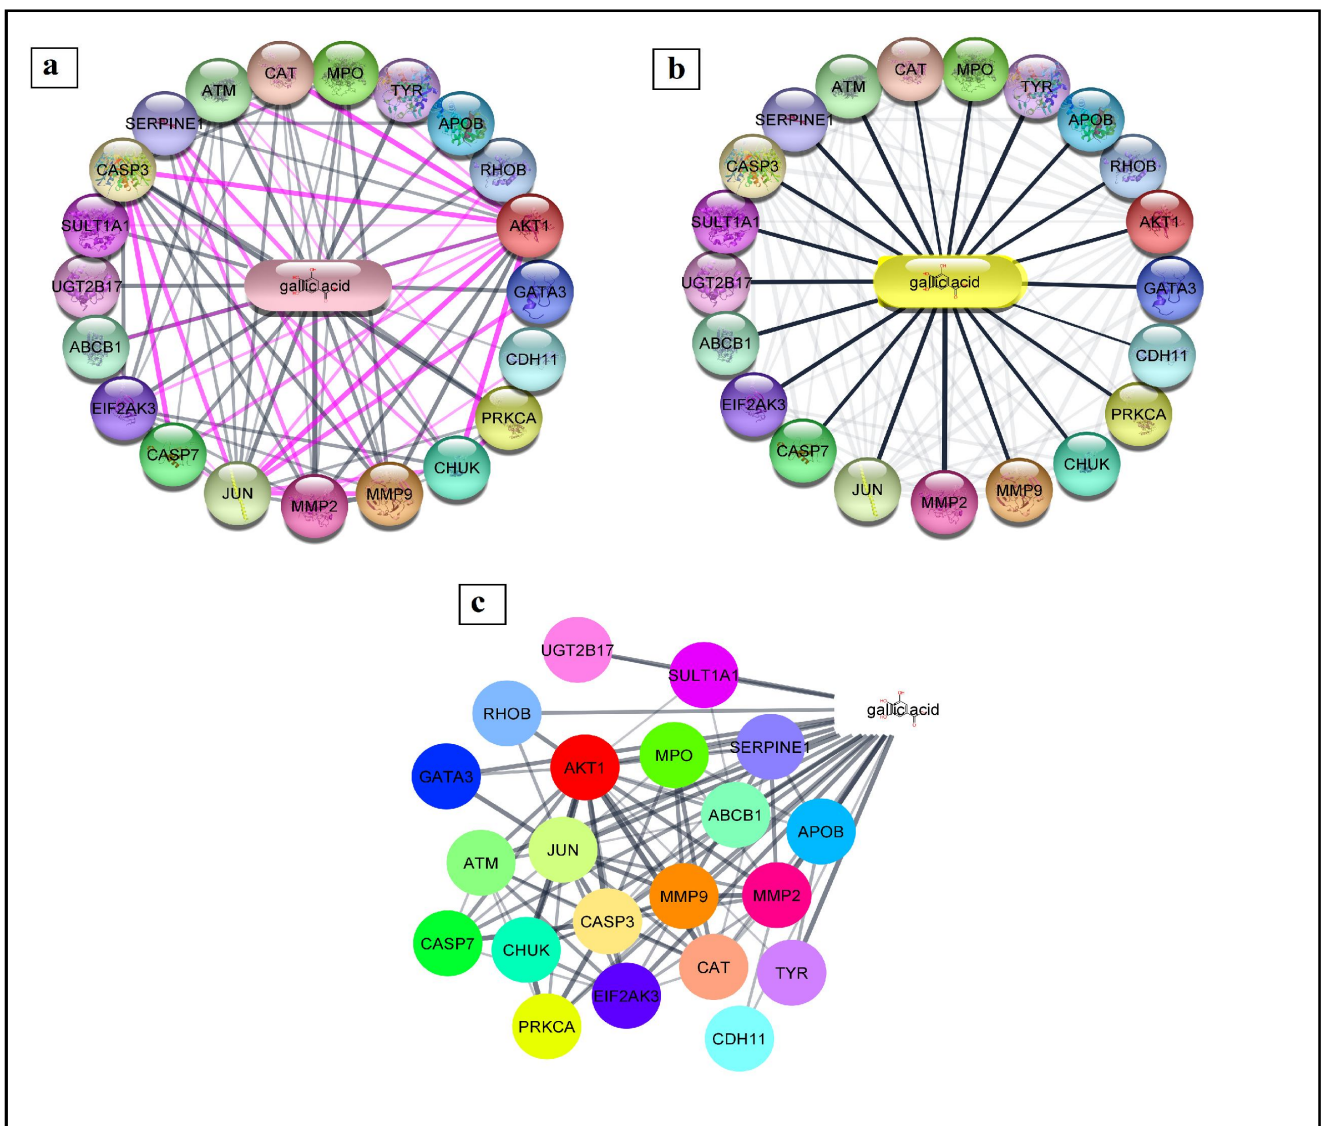 a
CAT
MPO
ATM
TYR
SERPINE1
APOB
CASP3
RHOB
SULT1A1
AKT1
UGT2B17
gallic acid
GATA3
ABCB1
CDH11
EIF2AK3
PRKCA
CASP7
CHUK
JUN
MMP2
MMP9
b
CAT
MPO
ATM
TYR
SERPINE1
APOB
CASP3
RHOB
SULT1A1
AKT1
UGT2B17
gallic acid
GATA3
ABCB1
CDH11
EIF2AK3
PRKCA
CASP7
CHUK
JUN
MMP2
MMP9
c
UGT2B17
SULT1A1
RHOB
gallic acid
GATA3
AKT1
MPO
SERPINE1
ABCB1
APOB
ATM
JUN
MMP9
MMP2
CASP7
CHUK
CASP3
CAT
TYR
EIF2AK3
PRKCA
CDH11